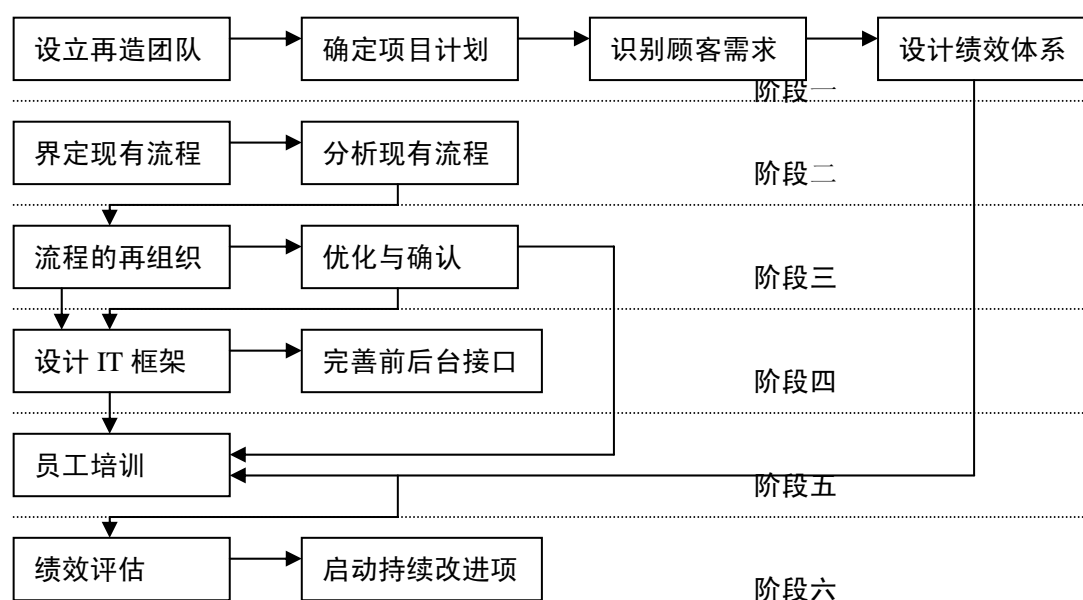 设立再造团队
确定项目计划
识别顾客需求
设计绩效体系
阶段一
界定现有流程
分析现有流程
阶段二
流程的再组织
优化与确认
阶段三
设计 IT 框架
完善前后台接口
阶段四
员工培训
阶段五
绩效评估
启动持续改进项
阶段六